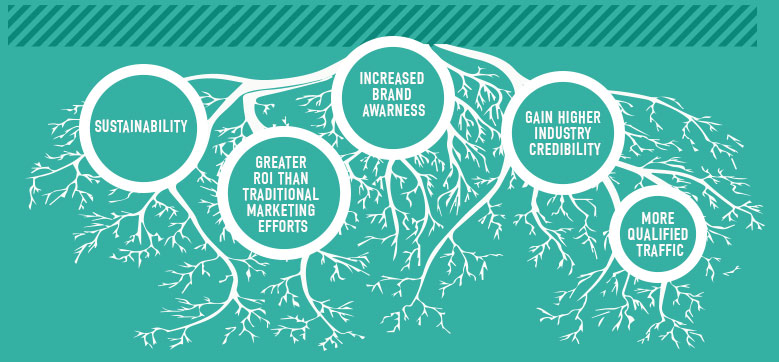 SUSTAINABILITY
GREATER
ROI THAN
TRADITIONAL
MARKETING
EFFORTS
INCREASED
BRAND
AWARNESS
GAIN HIGHER
INDUSTRY
CREDIBILITY
MORE
QUALIFIED
TRAFFIC